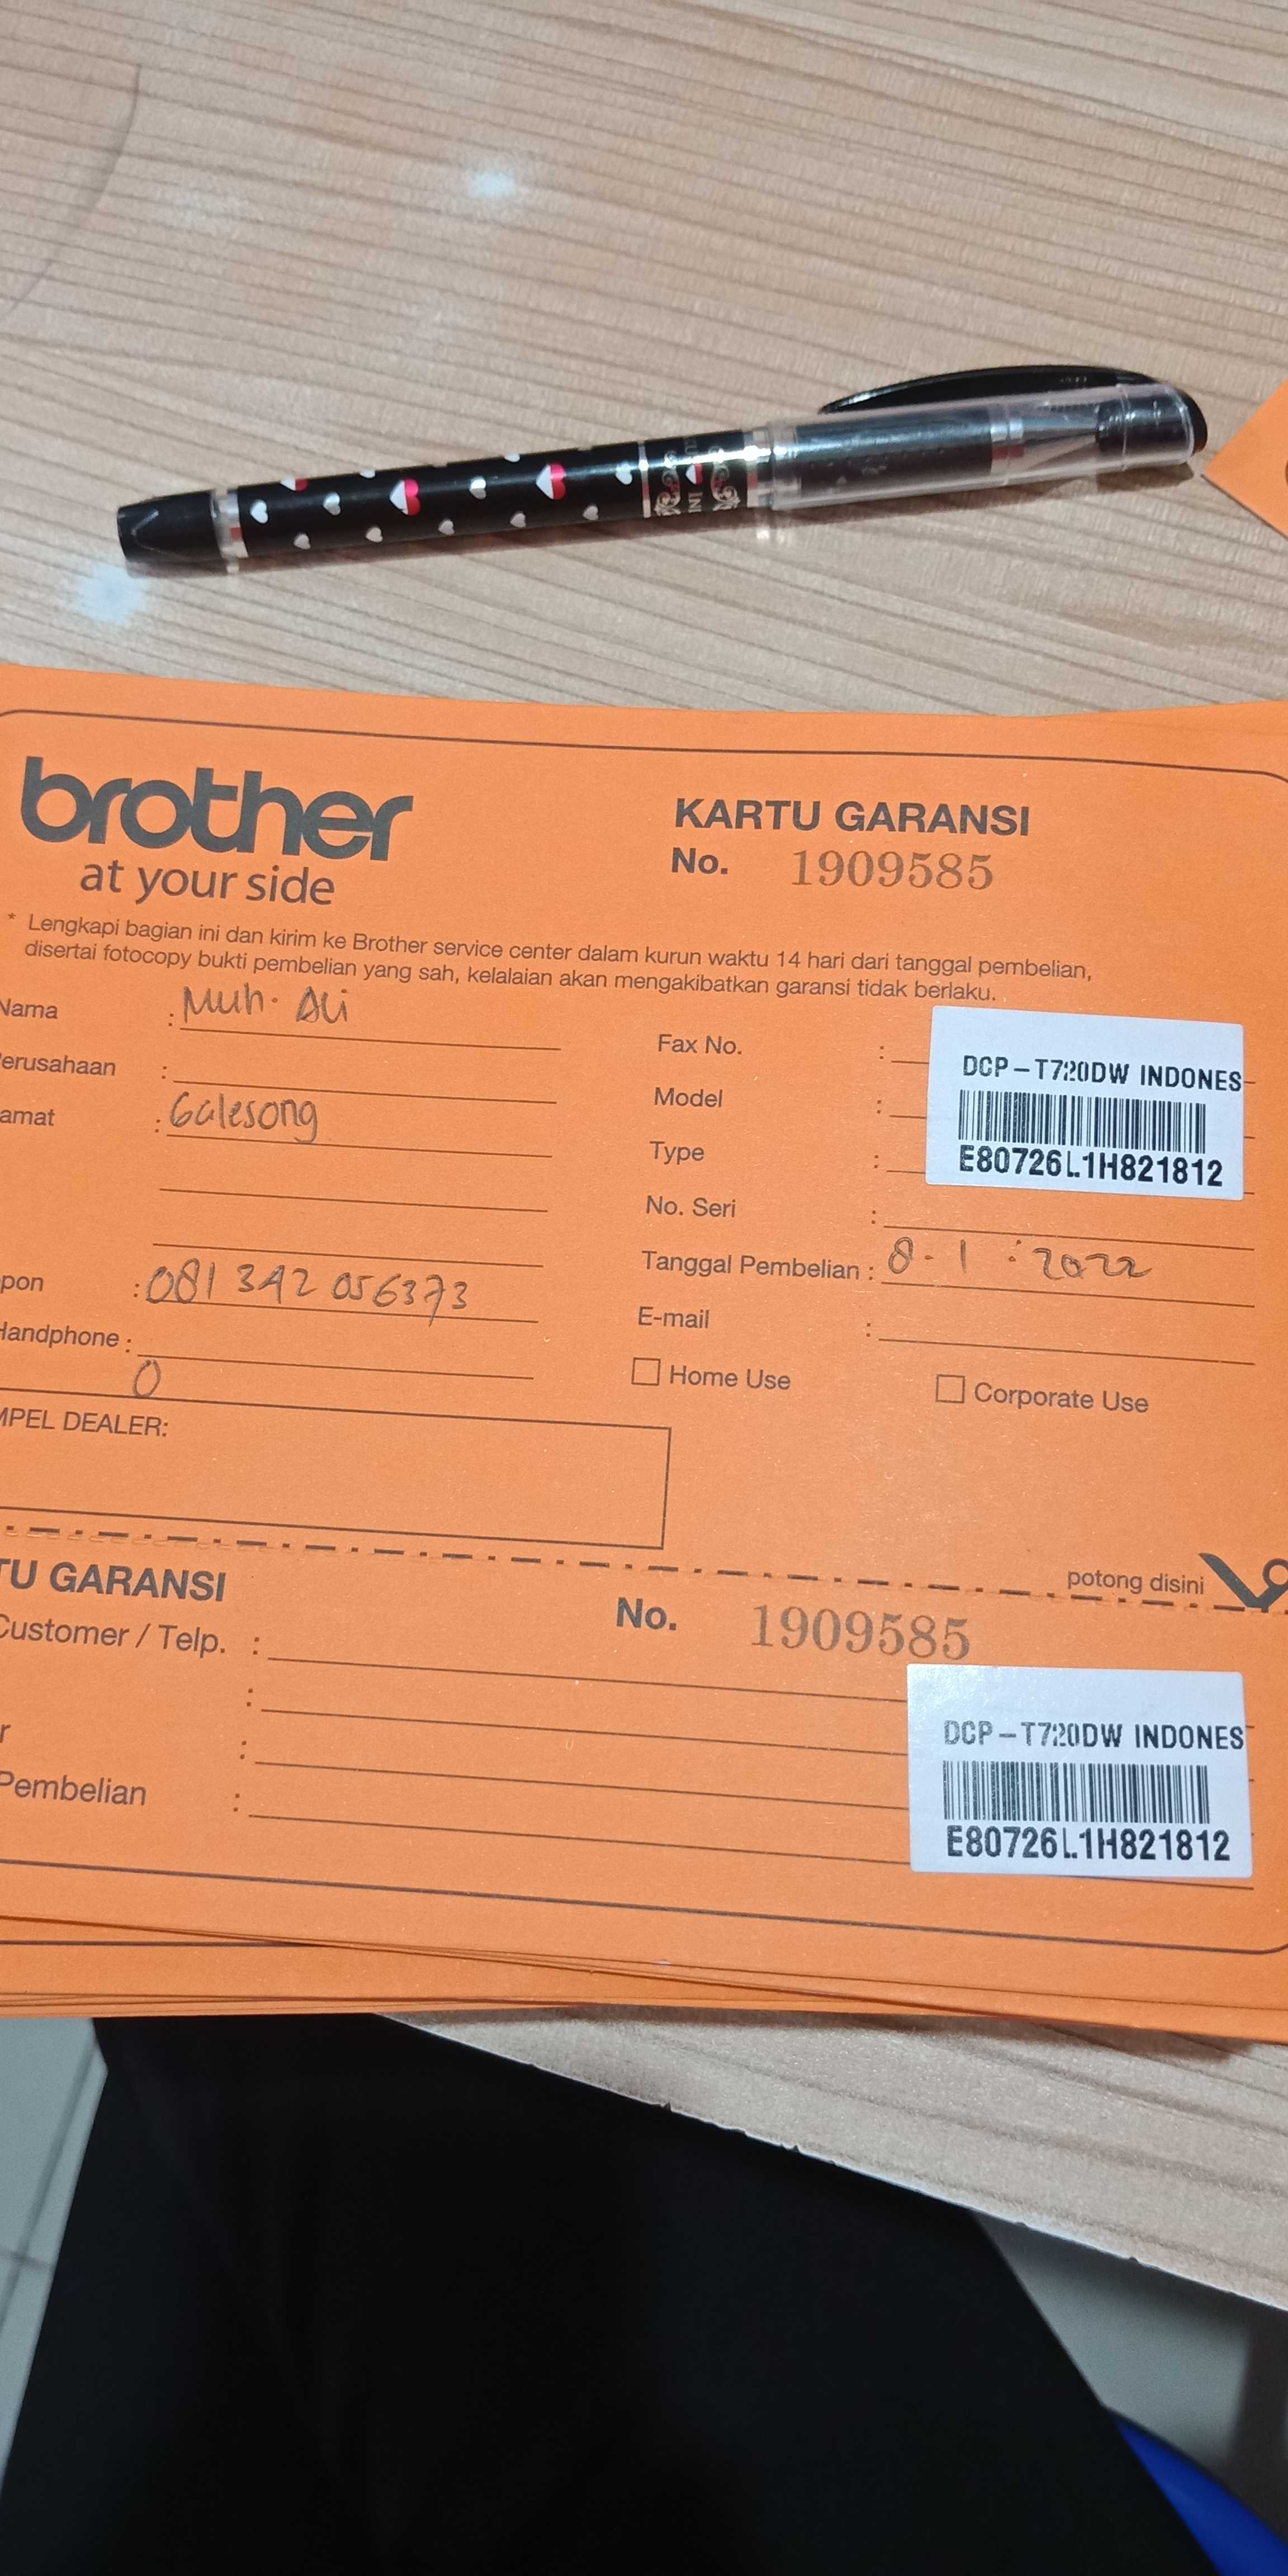 brother
at your side
KARTU GARANSI
No. 1909585
* Lengkapi bagian ini dan kirim ke Brother service center dalam kurun waktu 14 hari dari tanggal pembelian,
disertai fotocopy bukti pembelian yang sah, kelalaian akan mengakibatkan garansi tidak berlaku.
Nama : Muh. Ali
erusahaan :
amat : Galesong
pon : 081 342 056373
Handphone :
0
MPEL DEALER:
Fax No. :
Model :
Type :
No. Seri :
DCP-T720DW INDONES
E80726L1H821812
Tanggal Pembelian : 8 - 1 : 2022
E-mail :
Home Use
Corporate Use
potong disini
TU GARANSI
No. 1909585
Customer / Telp. :
:
r :
Pembelian :
DCP-T720DW INDONES
E80726L1H821812